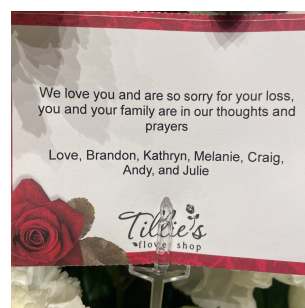 We love you and are so sorry for your loss,
you and your family are in our thoughts and
prayers
Love, Brandon, Kathryn, Melanie, Craig,
Andy, and Julie
Tillie's
flower shop